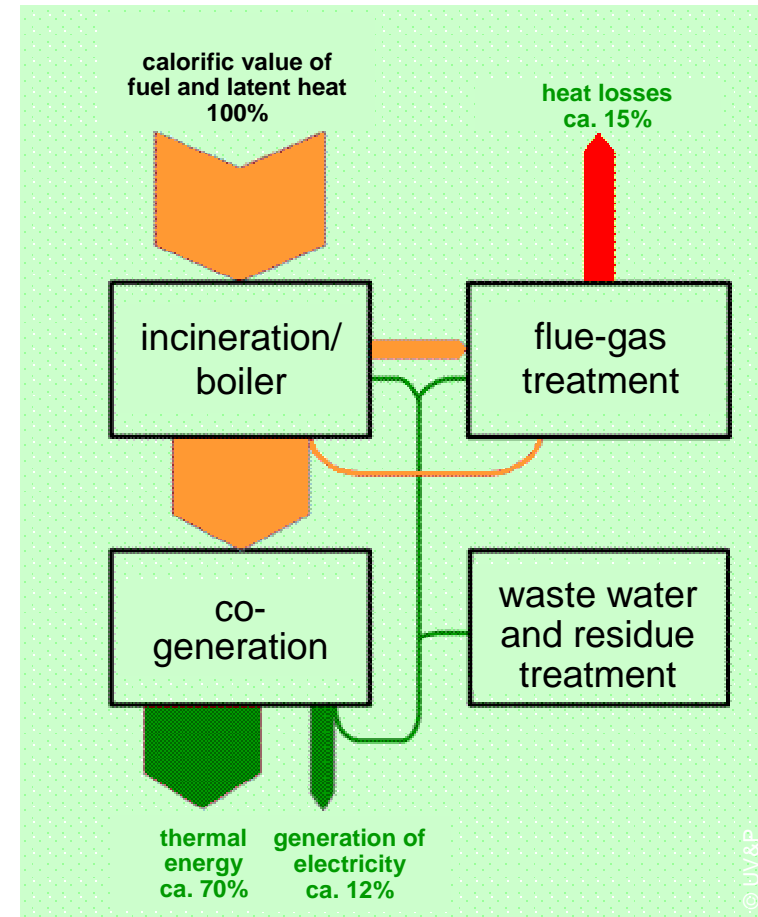 calorific value of
fuel and latent heat
100%
heat losses
ca. 15%
incineration/
boiler
flue-gas
treatment
co-
generation
waste water
and residue
treatment
thermal
energy
ca. 70%
generation of
electricity
ca. 12%
© UV&P